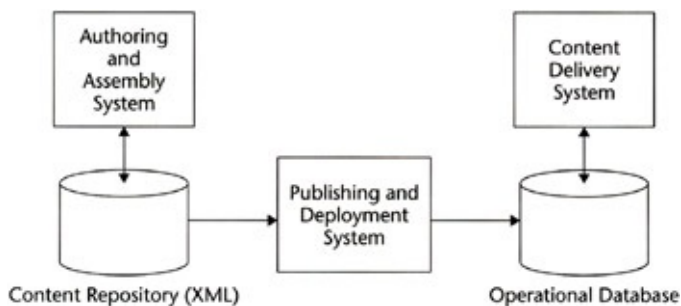 Authoring
and
Assembly
System
Content
Delivery
System
Publishing and
Deployment
System
Content Repository (XML)
Operational Database